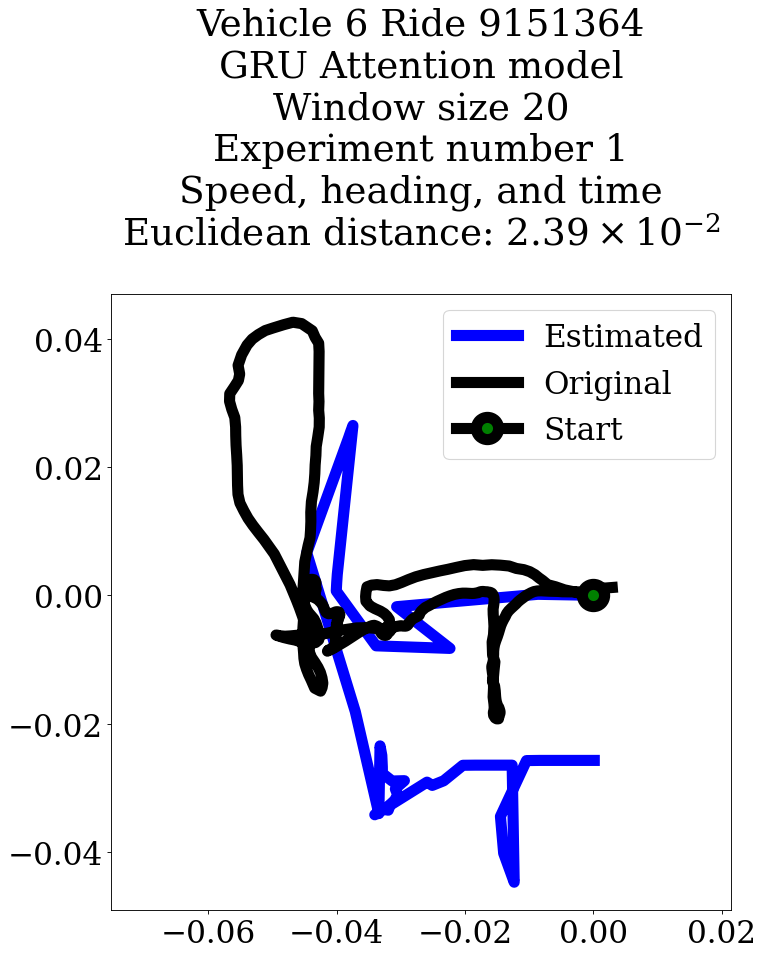 Vehicle 6 Ride 9151364
GRU Attention model
Window size 20
Experiment number 1
Speed, heading, and time
Euclidean distance: 2.39 × 10⁻²
Estimated
Original
Start
0.04
0.02
0.00
−0.02
−0.04
−0.06 −0.04 −0.02 0.00 0.02